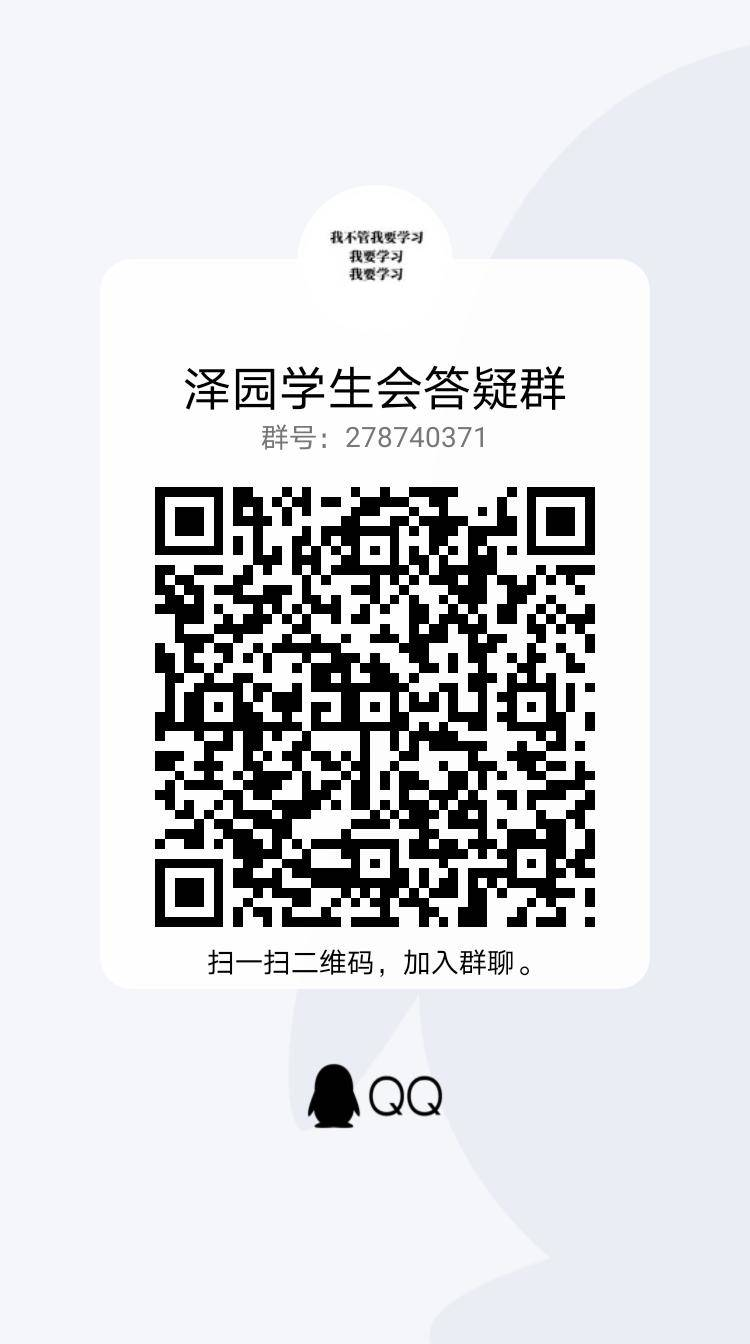 我不管我要学习
我要学习
我要学习
泽园学生会答疑群
群号：278740371
扫一扫二维码，加入群聊。
QQ